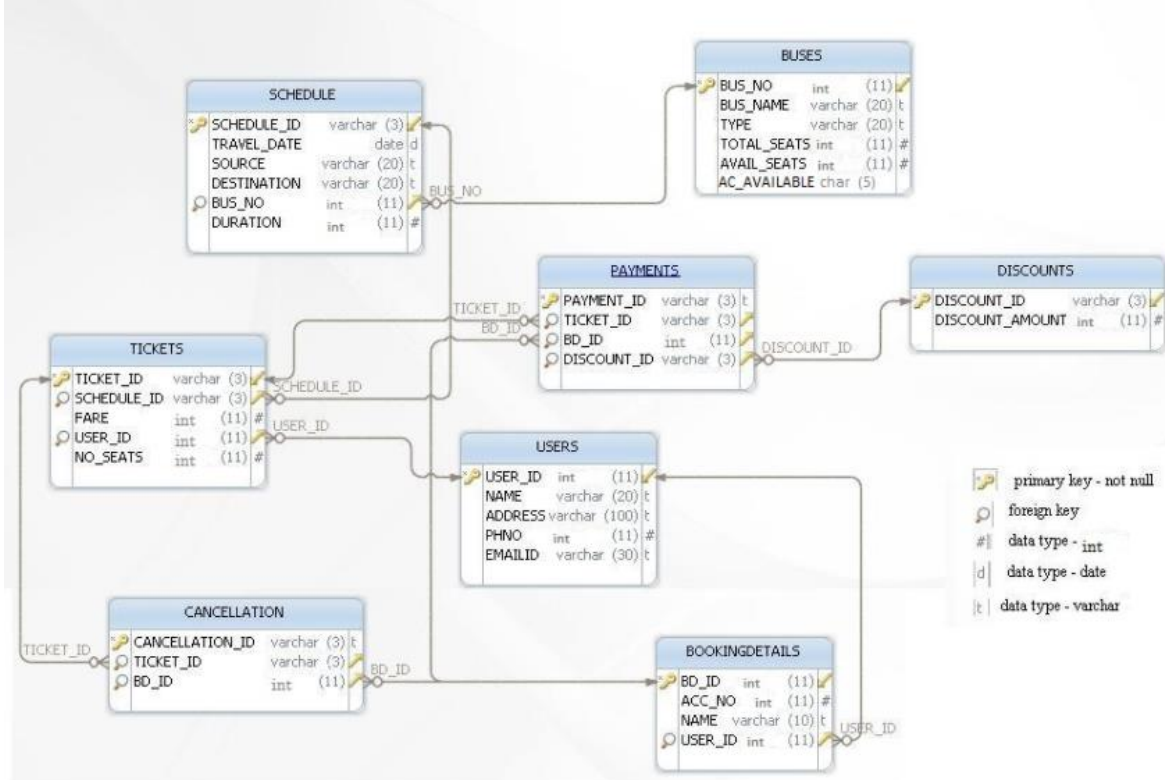 BUSES
BUS_NO int (11)
BUS_NAME varchar (20) t
TYPE varchar (20) t
TOTAL_SEATS int (11) #
AVAIL_SEATS int (11) #
AC_AVAILABLE char (5)
SCHEDULE
SCHEDULE_ID varchar (3)
TRAVEL_DATE date d
SOURCE varchar (20) t
DESTINATION varchar (20) t
BUS_NO int (11)
DURATION int (11) #
BUS_NO
PAYMENTS
PAYMENT_ID varchar (3) t
TICKET_ID varchar (3)
BD_ID int (11)
DISCOUNT_ID varchar (3)
TICKET_ID
BD_ID
DISCOUNT_ID
DISCOUNTS
DISCOUNT_ID varchar (3)
DISCOUNT_AMOUNT int (11) #
TICKETS
TICKET_ID varchar (3)
SCHEDULE_ID varchar (3)
FARE int (11) #
USER_ID int (11)
NO_SEATS int (11) #
SCHEDULE_ID
USER_ID
USERS
USER_ID int (11)
NAME varchar (20) t
ADDRESS varchar (100) t
PHNO int (11) #
EMAILID varchar (30) t
primary key - not null
foreign key
# data type - int
d data type - date
t data type - varchar
CANCELLATION
CANCELLATION_ID varchar (3) t
TICKET_ID varchar (3)
BD_ID int (11)
TICKET_ID
BD_ID
BOOKINGDETAILS
BD_ID int (11)
ACC_NO int (11) #
NAME varchar (10) t
USER_ID int (11)
USER_ID